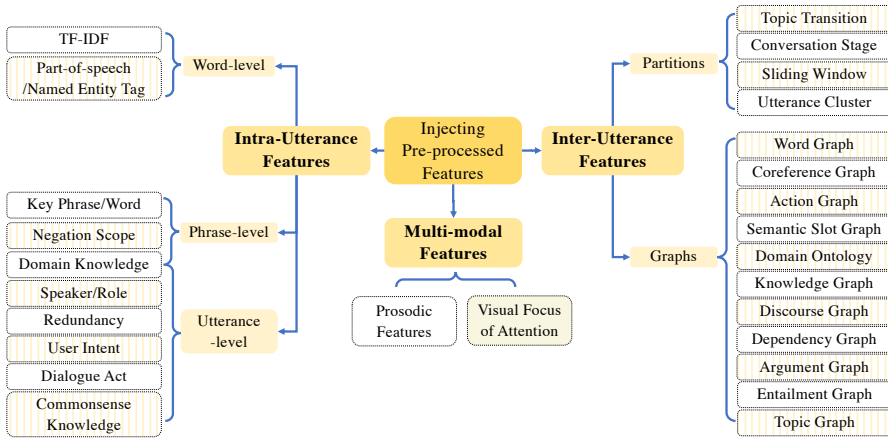 TF-IDF
Part-of-speech
/Named Entity Tag
Word-level
Key Phrase/Word
Negation Scope
Domain Knowledge
Speaker/Role
Redundancy
User Intent
Dialogue Act
Commonsense
Knowledge
Phrase-level
Utterance
-level
Intra-Utterance
Features
Injecting
Pre-processed
Features
Multi-modal
Features
Prosodic
Features
Visual Focus
of Attention
Inter-Utterance
Features
Partitions
Topic Transition
Conversation Stage
Sliding Window
Utterance Cluster
Graphs
Word Graph
Coreference Graph
Action Graph
Semantic Slot Graph
Domain Ontology
Knowledge Graph
Discourse Graph
Dependency Graph
Argument Graph
Entailment Graph
Topic Graph